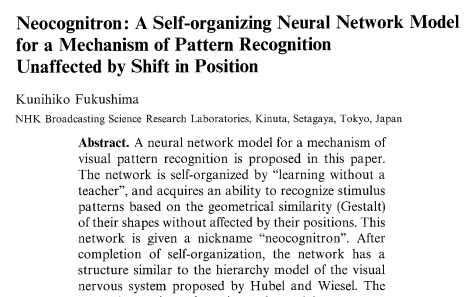 Neocognitron: A Self-organizing Neural Network Model
for a Mechanism of Pattern Recognition
Unaffected by Shift in Position
Kunihiko Fukushima
NHK Broadcasting Science Research Laboratories, Kinuta, Setagaya, Tokyo, Japan
Abstract. A neural network model for a mechanism of
visual pattern recognition is proposed in this paper.
The network is self-organized by “learning without a
teacher”, and acquires an ability to recognize stimulus
patterns based on the geometrical similarity (Gestalt)
of their shapes without affected by their positions. This
network is given a nickname “neocognitron”. After
completion of self-organization, the network has a
structure similar to the hierarchy model of the visual
nervous system proposed by Hubel and Wiesel. The